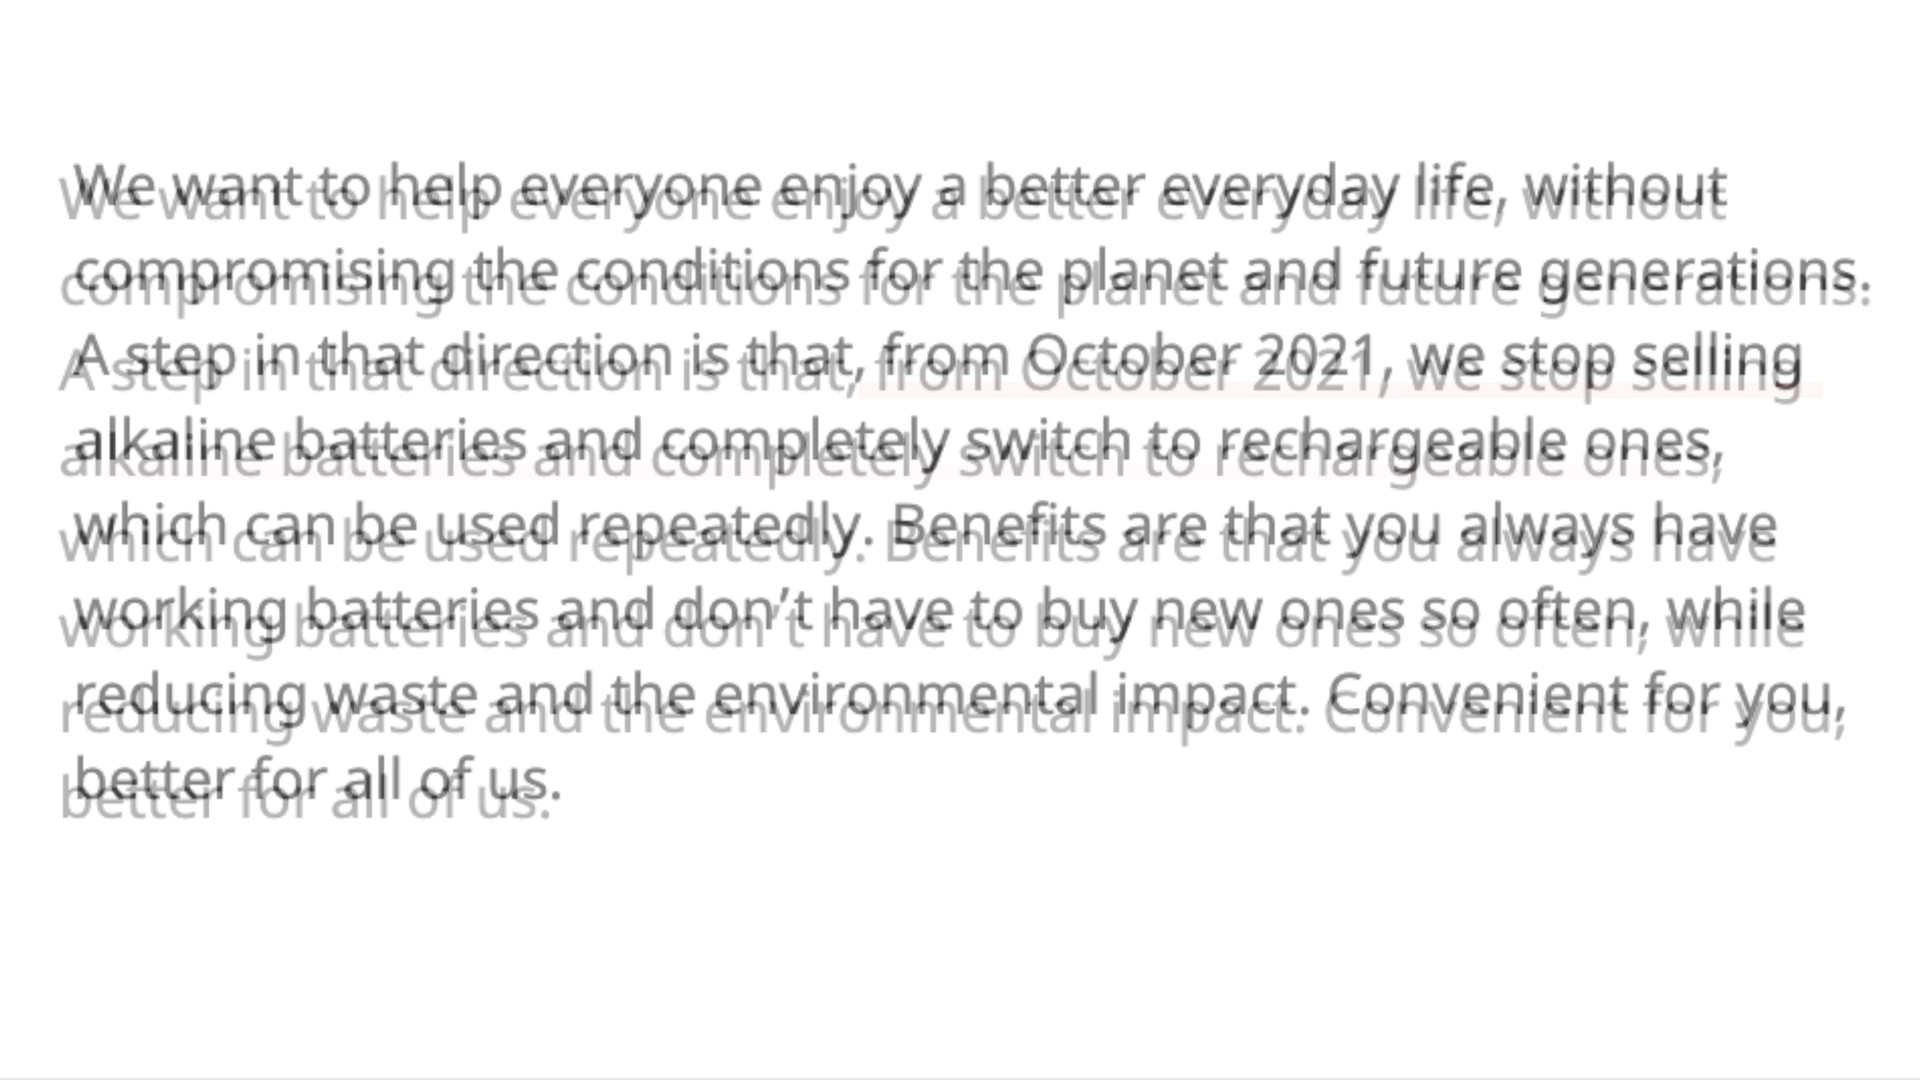 We want to help everyone enjoy a better everyday life, without
compromising the conditions for the planet and future generations.
A step in that direction is that, from October 2021, we stop selling
alkaline batteries and completely switch to rechargeable ones,
which can be used repeatedly. Benefits are that you always have
working batteries and don’t have to buy new ones so often, while
reducing waste and the environmental impact. Convenient for you,
better for all of us.